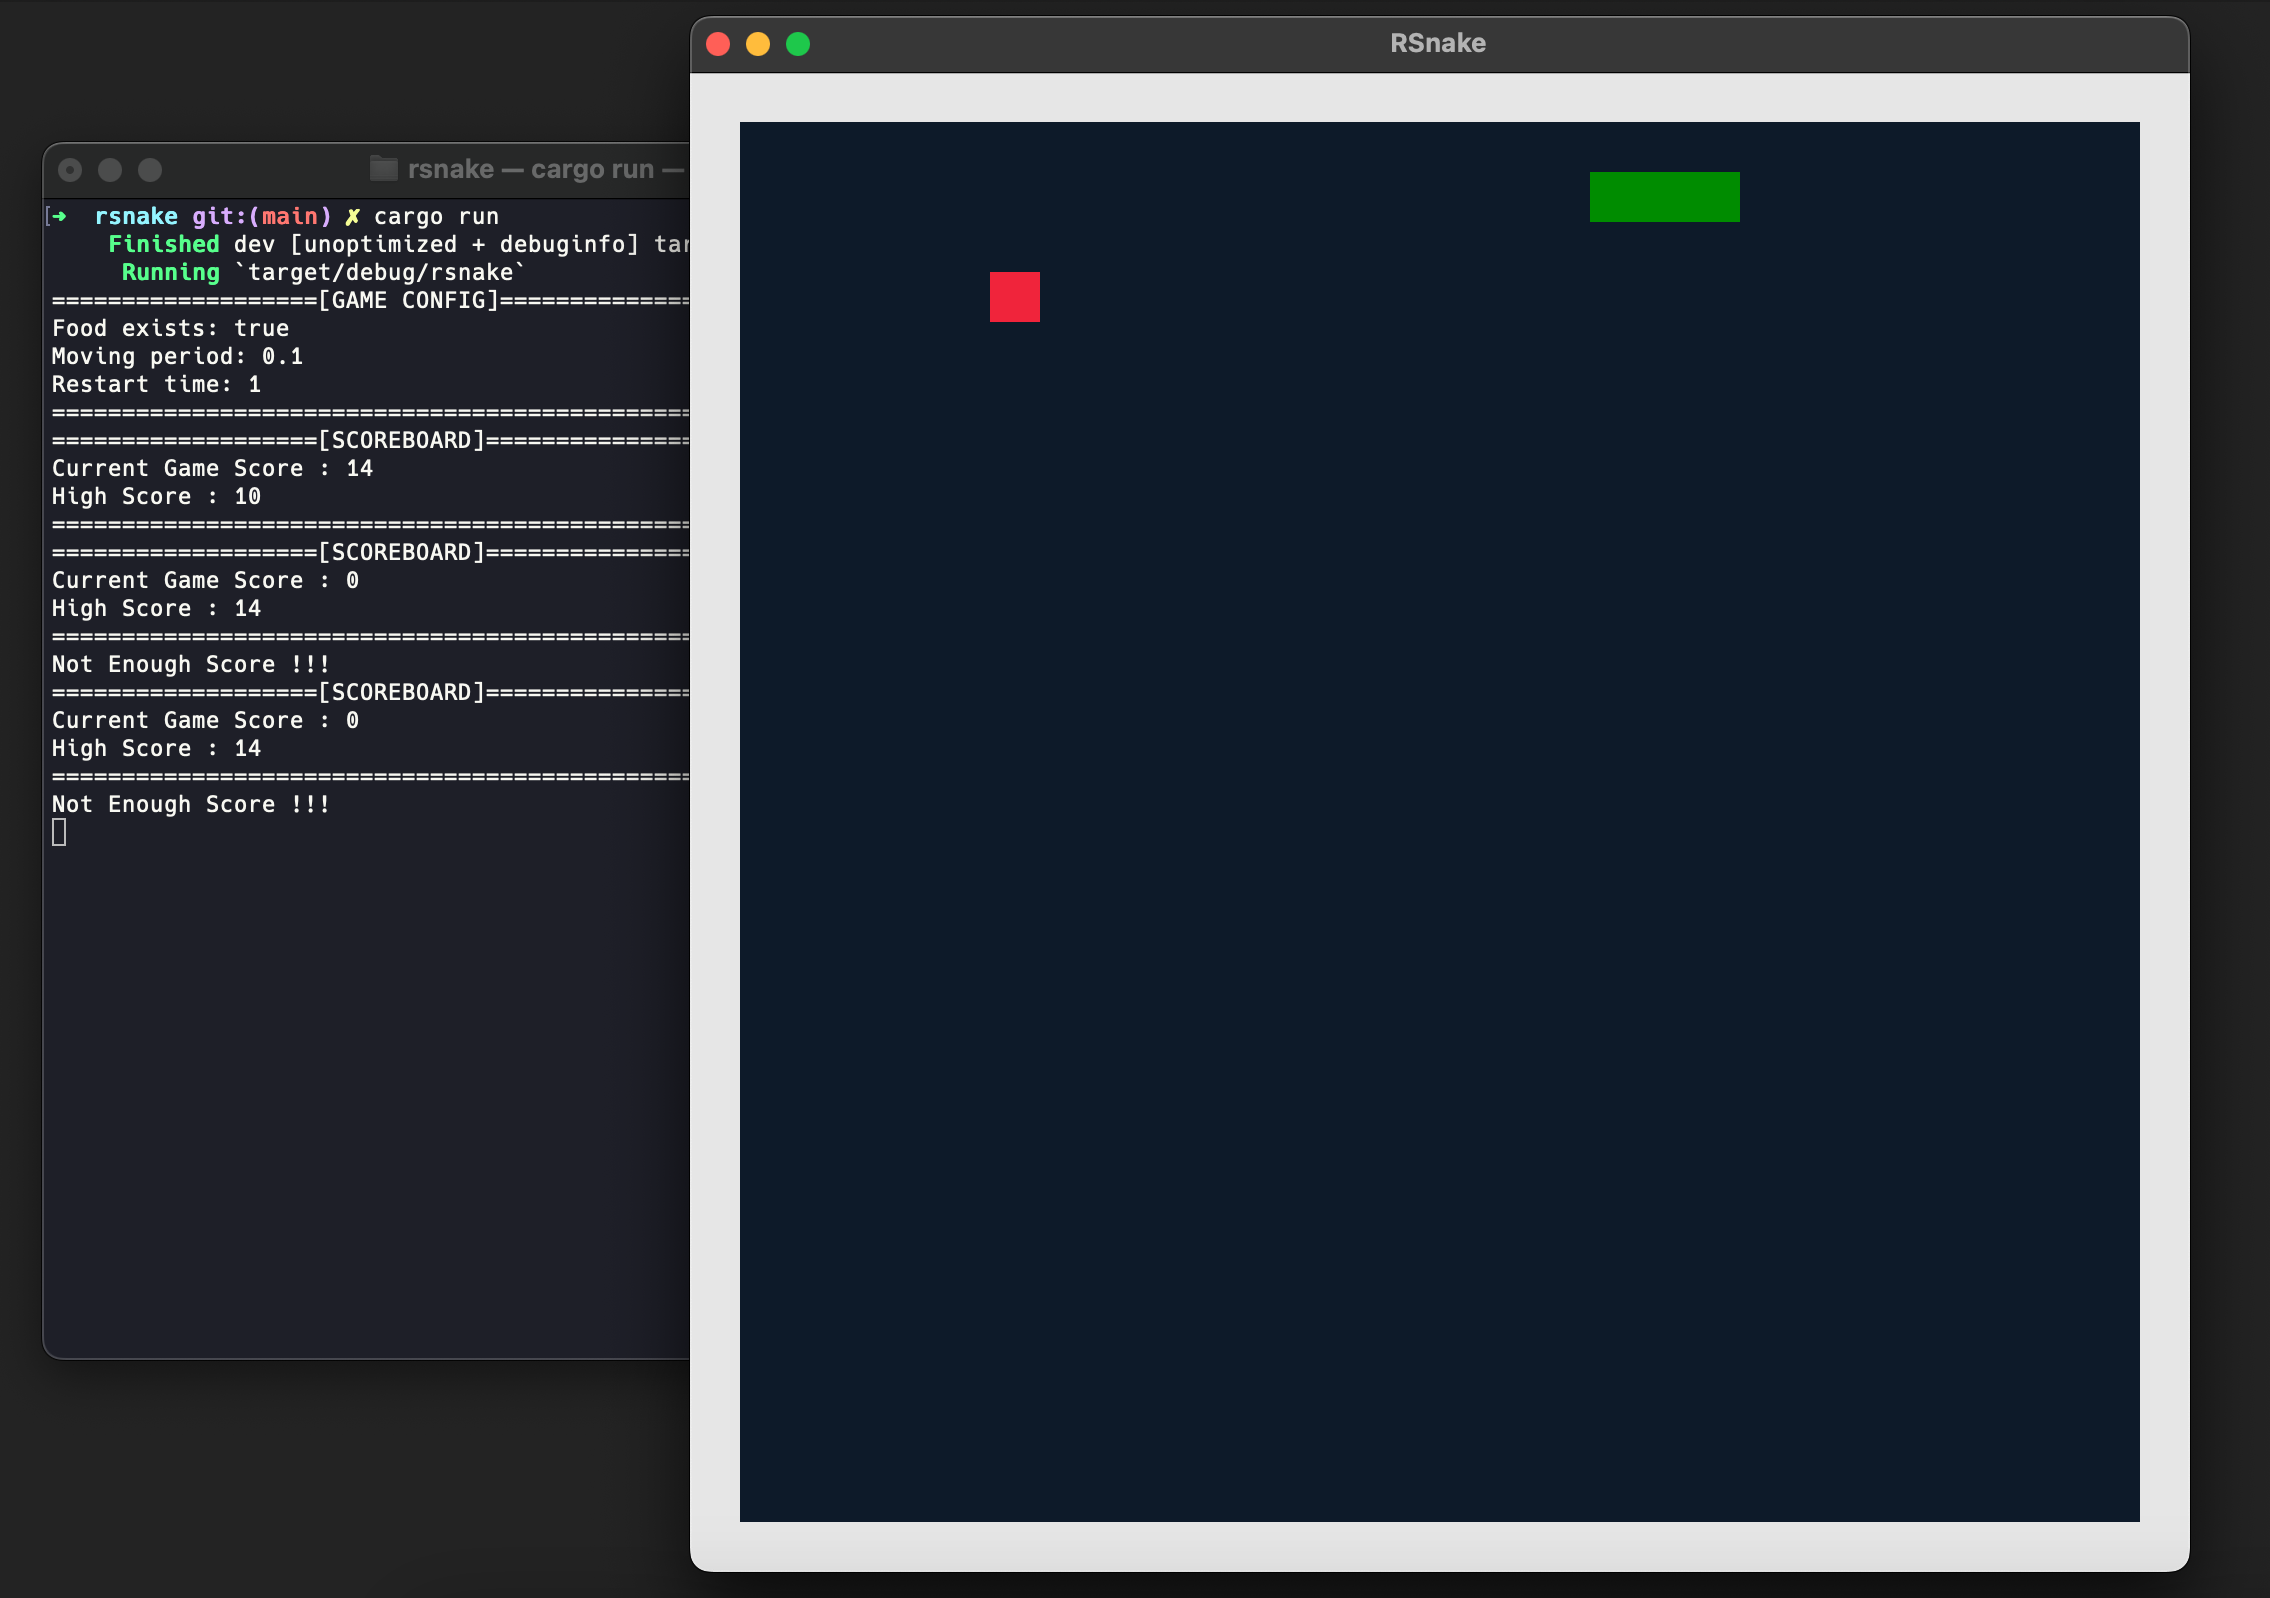 RSnake
rsnake — cargo run —
[➜ rsnake git:(main) ✗ cargo run
Finished dev [unoptimized + debuginfo] tar
Running `target/debug/rsnake`
===================[GAME CONFIG]==============
Food exists: true
Moving period: 0.1
Restart time: 1
==============================================
===================[SCOREBOARD]===============
Current Game Score : 14
High Score : 10
==============================================
===================[SCOREBOARD]===============
Current Game Score : 0
High Score : 14
==============================================
Not Enough Score !!!
===================[SCOREBOARD]===============
Current Game Score : 0
High Score : 14
==============================================
Not Enough Score !!!